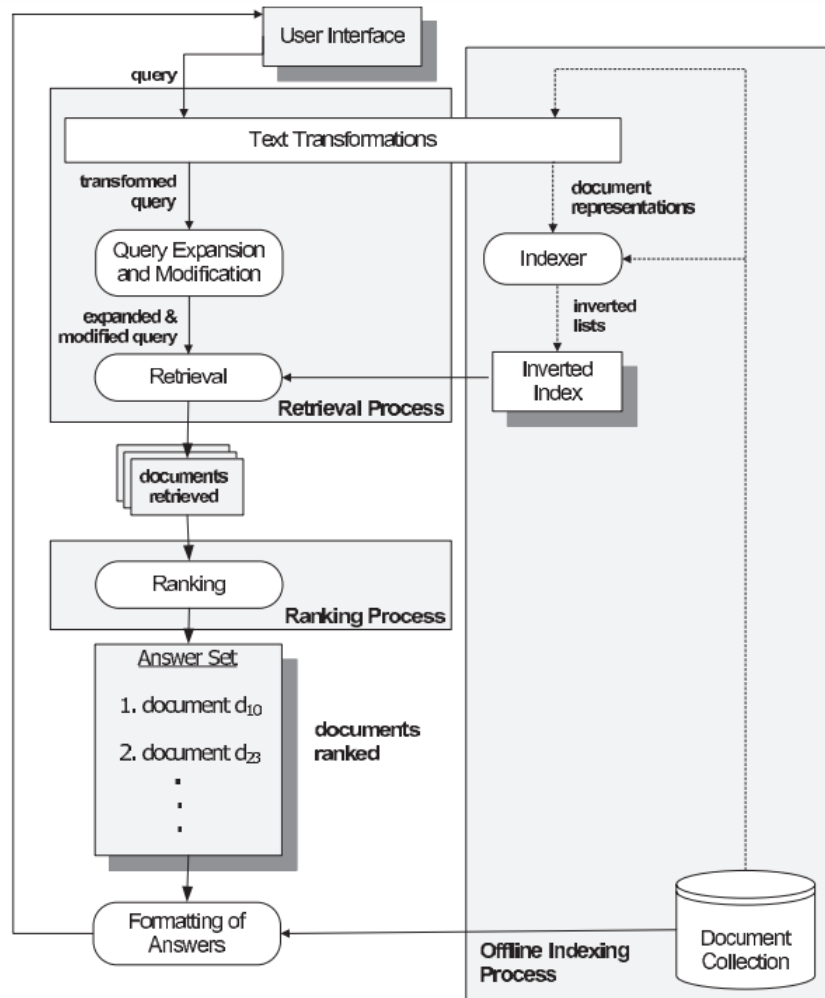 User Interface
query
Text Transformations
transformed
query
document
representations
Query Expansion
and Modification
Indexer
expanded &
modified query
inverted
lists
Retrieval
Inverted
Index
Retrieval Process
documents
retrieved
Ranking
Ranking Process
Answer Set
1. document d₁₀
2. document d₂₃
.
.
.
documents
ranked
Formatting of
Answers
Offline Indexing
Process
Document
Collection